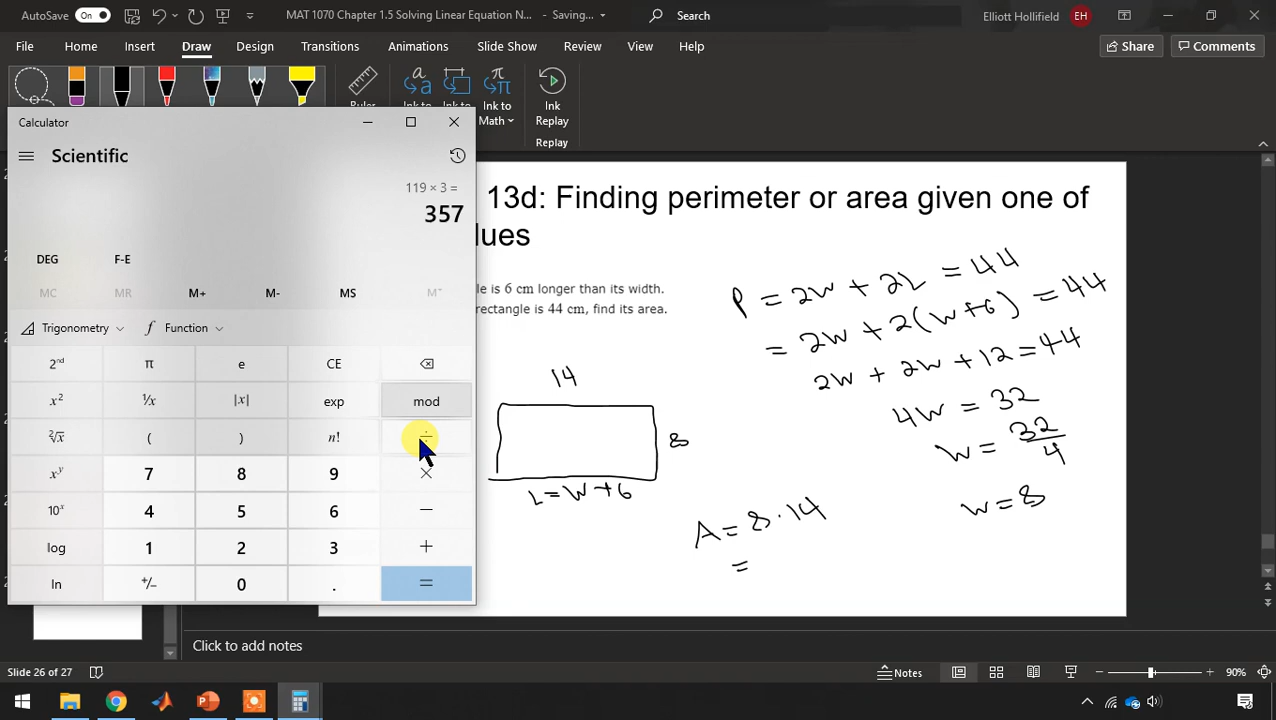 AutoSave On MAT 1070 Chapter 1.5 Solving Linear Equation N... - Saving... Search Elliott Hollifield EH
File Home Insert Draw Design Transitions Animations Slide Show Review View Help Share Comments
Ruler Ink to Ink to Ink to Math Ink Replay
Replay
Calculator
Scientific
119 × 3 =
357
DEG F-E
MC MR M+ M- MS M˅
Trigonometry Function
2nd π e CE
x² ¹/x |x| exp mod
²√x ( ) n! ÷
xʸ 7 8 9 ×
10ˣ 4 5 6 −
log 1 2 3 +
ln +/− 0 . =
13d: Finding perimeter or area given one of
lues
le is 6 cm longer than its width.
rectangle is 44 cm, find its area.
14
8
L = W + 6
P = 2w + 2L = 44
= 2w + 2(w+6) = 44
2w + 2w + 12 = 44
4w = 32
w = 32/4
w = 8
A = 8 · 14
=
Click to add notes
Slide 26 of 27 Notes 90%